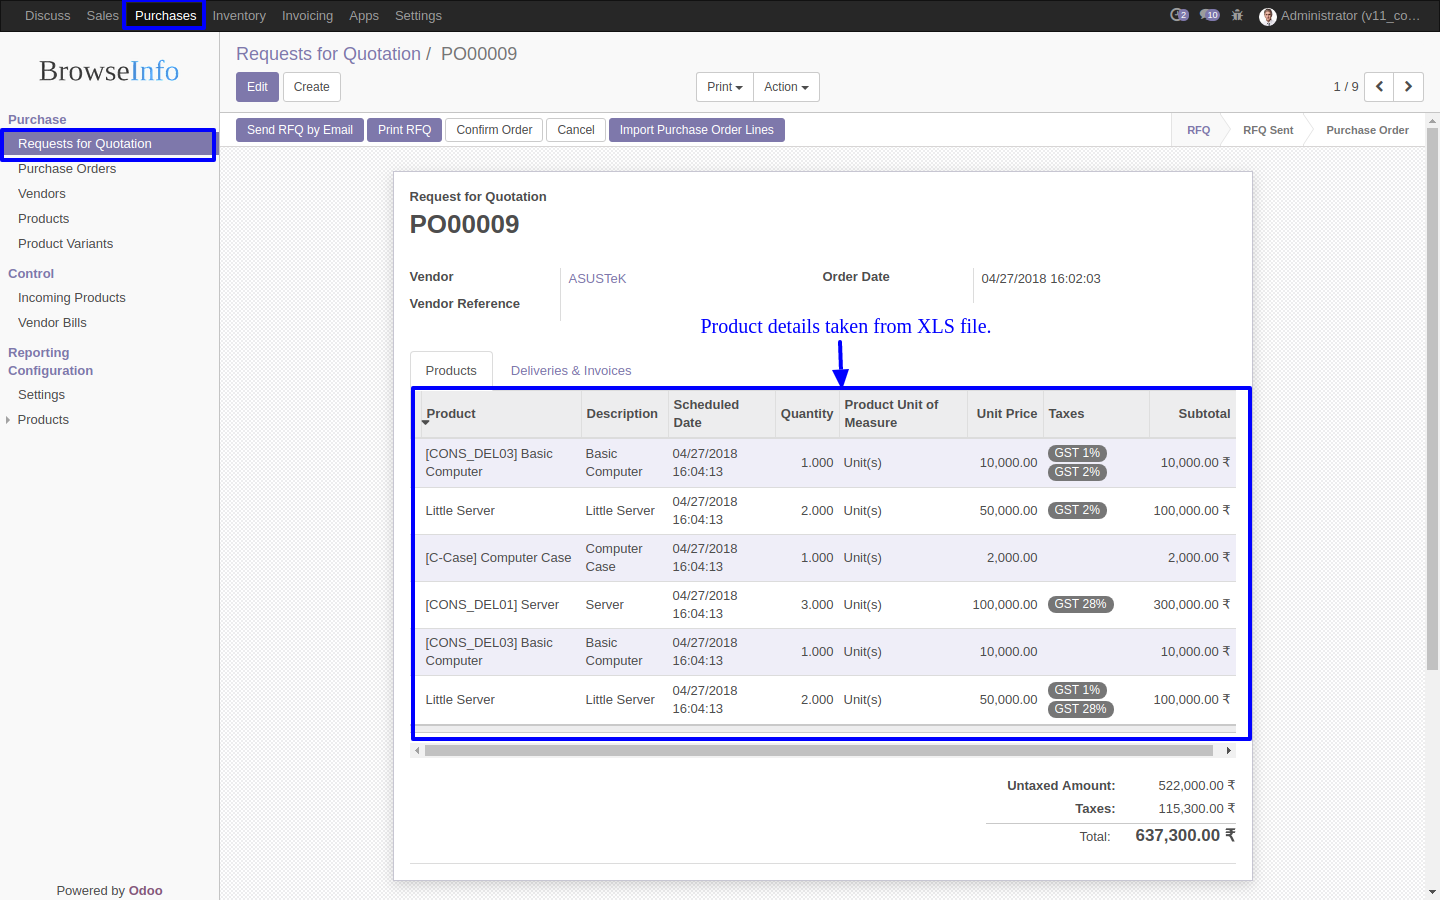 Discuss Sales Purchases Inventory Invoicing Apps Settings 2 10 Administrator (v11_co...
BrowseInfo
Purchase
Requests for Quotation
Purchase Orders
Vendors
Products
Product Variants
Control
Incoming Products
Vendor Bills
Reporting
Configuration
Settings
Products
Powered by Odoo
Requests for Quotation / PO00009
Edit Create Print Action 1 / 9
Send RFQ by Email Print RFQ Confirm Order Cancel Import Purchase Order Lines RFQ RFQ Sent Purchase Order
Request for Quotation
PO00009
Vendor ASUSTeK Order Date 04/27/2018 16:02:03
Vendor Reference
Product details taken from XLS file.
Products Deliveries & Invoices
Product Description Scheduled Date Quantity Product Unit of Measure Unit Price Taxes Subtotal
[CONS_DEL03] Basic Computer Basic Computer 04/27/2018 16:04:13 1.000 Unit(s) 10,000.00 GST 1% GST 2% 10,000.00 ₹
Little Server Little Server 04/27/2018 16:04:13 2.000 Unit(s) 50,000.00 GST 2% 100,000.00 ₹
[C-Case] Computer Case Computer Case 04/27/2018 16:04:13 1.000 Unit(s) 2,000.00 2,000.00 ₹
[CONS_DEL01] Server Server 04/27/2018 16:04:13 3.000 Unit(s) 100,000.00 GST 28% 300,000.00 ₹
[CONS_DEL03] Basic Computer Basic Computer 04/27/2018 16:04:13 1.000 Unit(s) 10,000.00 10,000.00 ₹
Little Server Little Server 04/27/2018 16:04:13 2.000 Unit(s) 50,000.00 GST 1% GST 28% 100,000.00 ₹
Untaxed Amount: 522,000.00 ₹
Taxes: 115,300.00 ₹
Total: 637,300.00 ₹